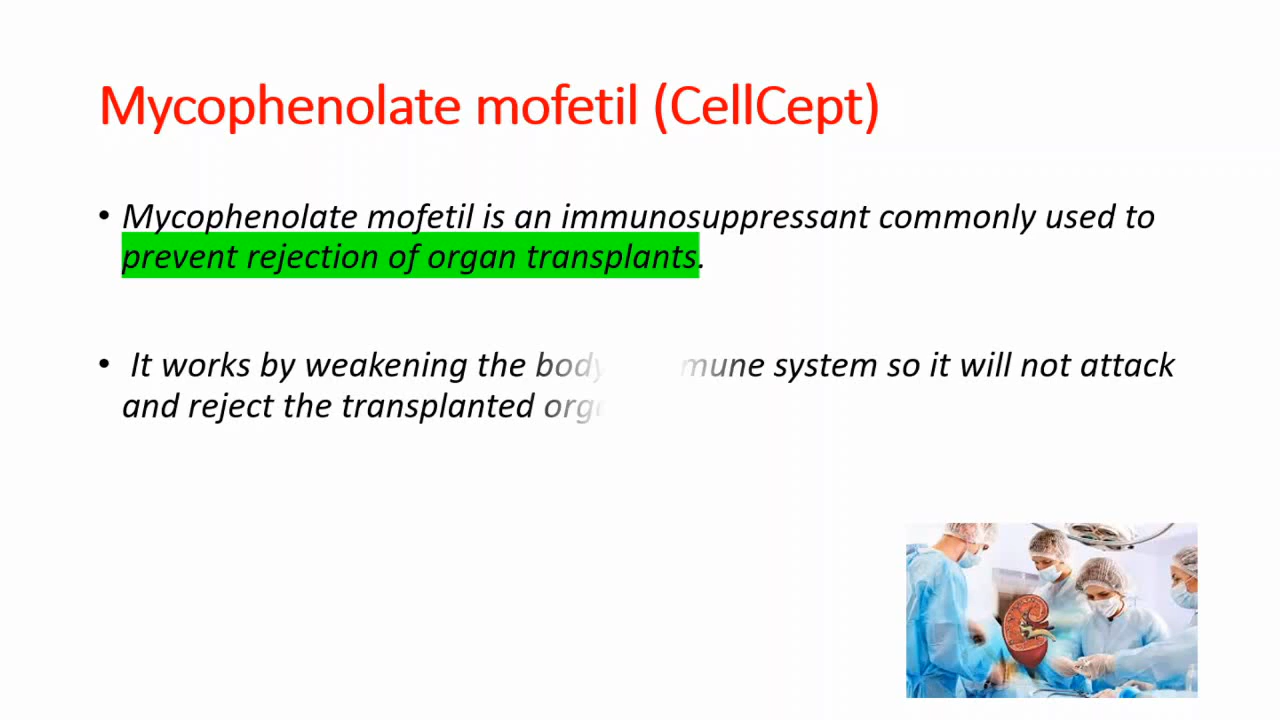 Mycophenolate mofetil (CellCept)
• Mycophenolate mofetil is an immunosuppressant commonly used to
prevent rejection of organ transplants.
• It works by weakening the body mune system so it will not attack
and reject the transplanted